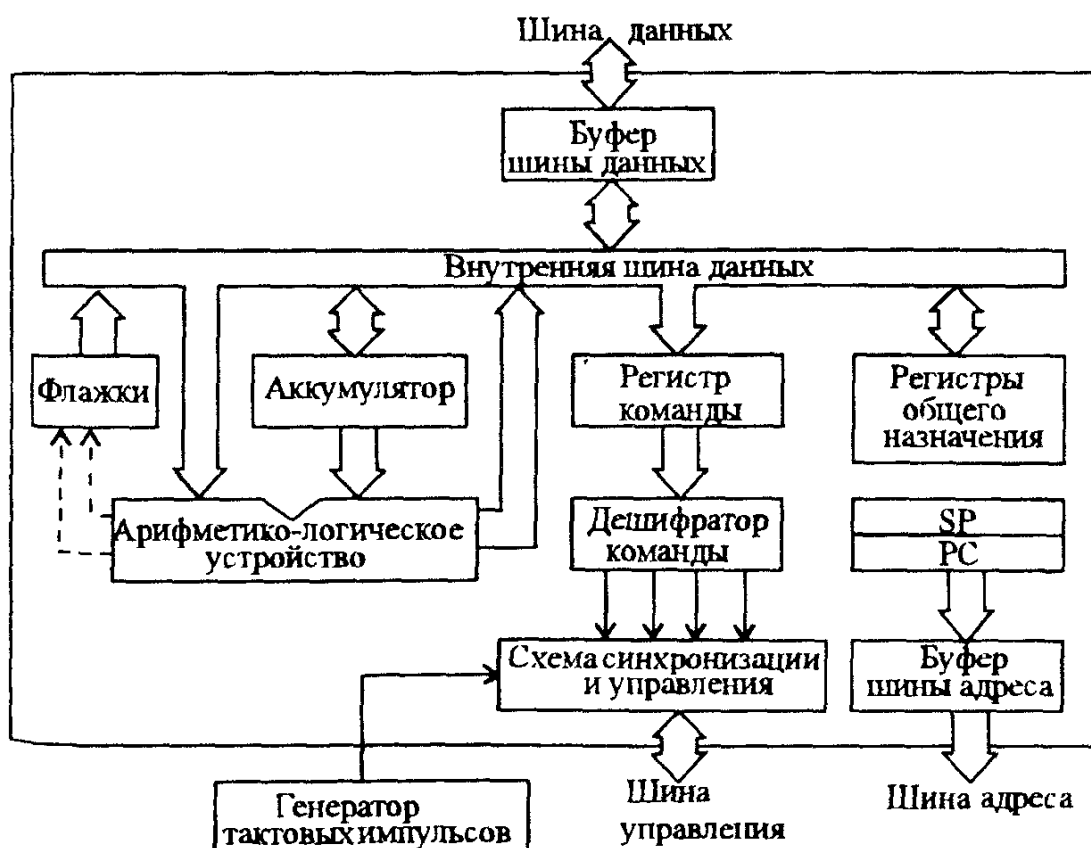 Шина данных
Буфер
шины данных
Внутренняя шина данных
Флажки
Аккумулятор
Регистр
команды
Регистры
общего
назначения
Арифметико-логическое
устройство
Дешифратор
команды
SP
PC
Схема синхронизации
и управления
Буфер
шины адреса
Генератор
тактовых импульсов
Шина
управления
Шина адреса